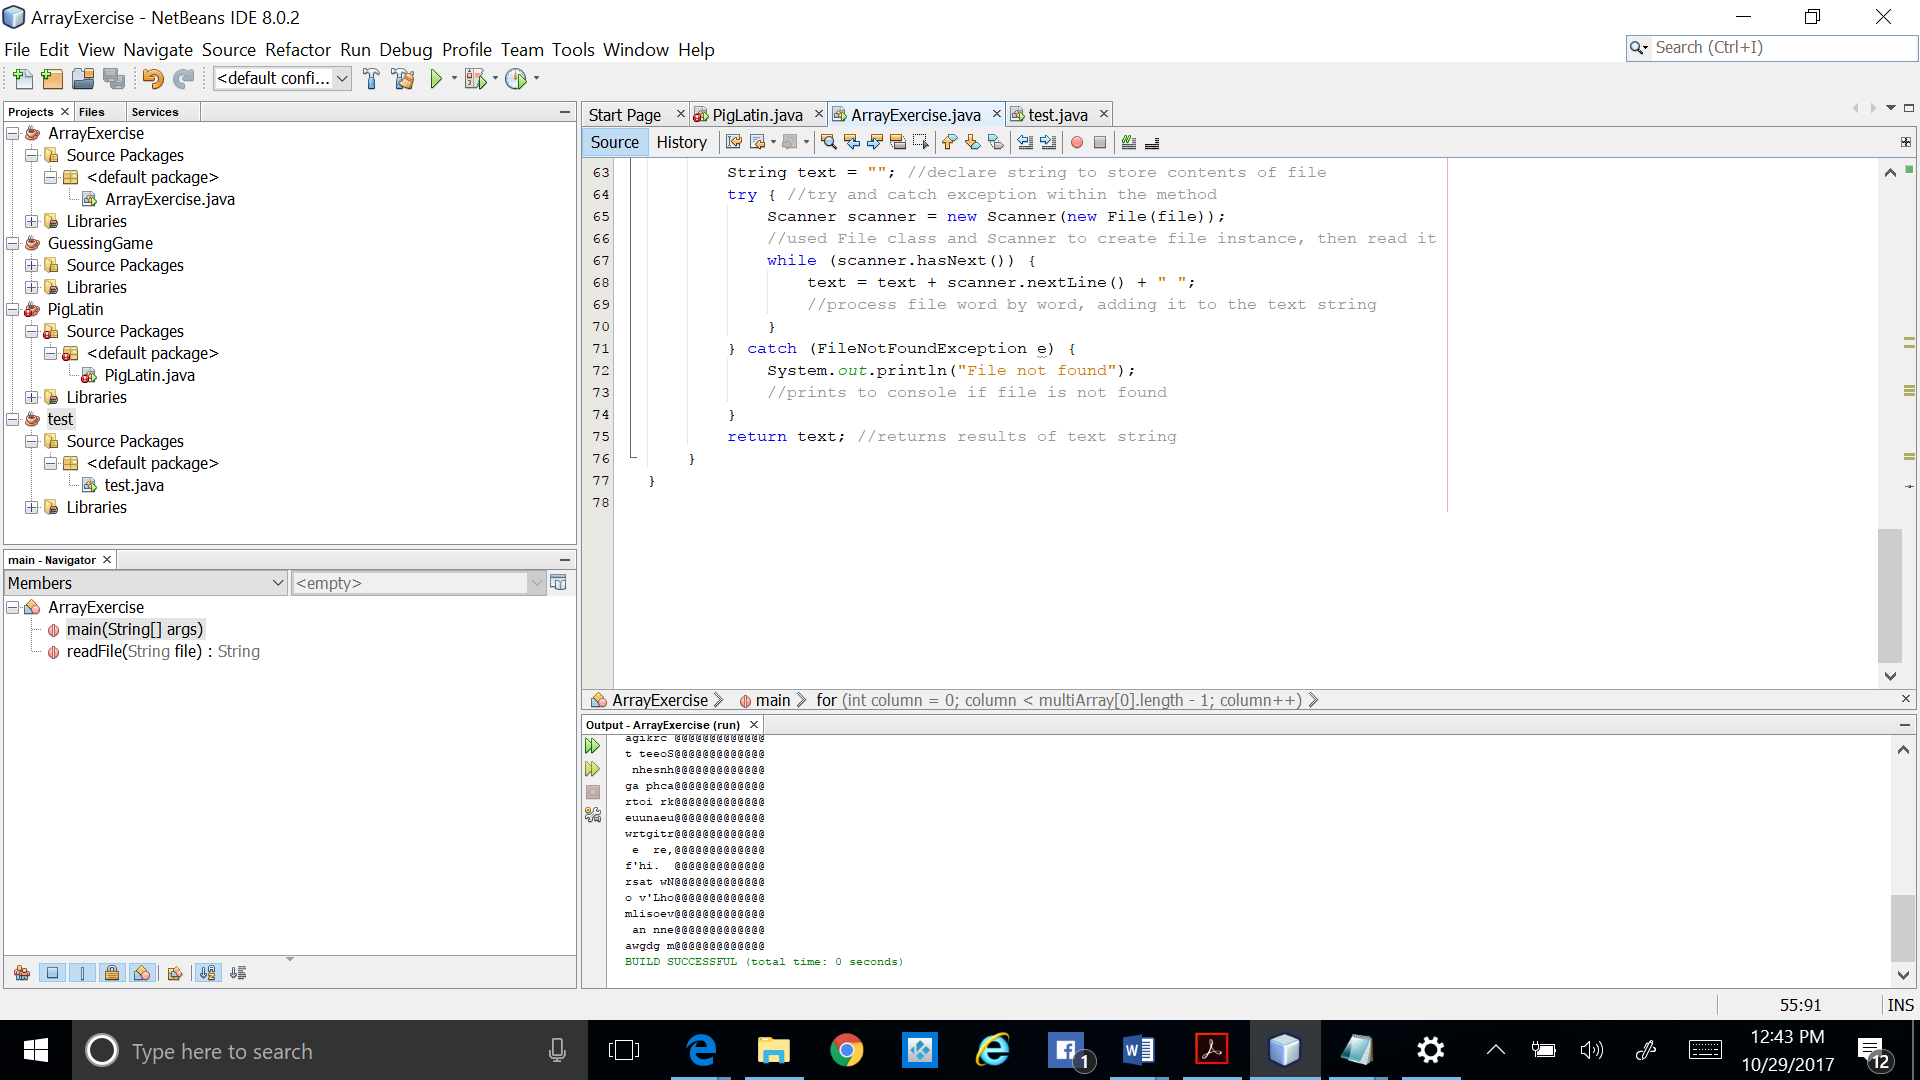 ArrayExercise - NetBeans IDE 8.0.2
File Edit View Navigate Source Refactor Run Debug Profile Team Tools Window Help
Search (Ctrl+I)
<default confi...
Projects Files Services
ArrayExercise
Source Packages
<default package>
ArrayExercise.java
Libraries
GuessingGame
Source Packages
Libraries
PigLatin
Source Packages
<default package>
PigLatin.java
Libraries
test
Source Packages
<default package>
test.java
Libraries
main - Navigator
Members <empty>
ArrayExercise
main(String[] args)
readFile(String file) : String
Start Page PigLatin.java ArrayExercise.java test.java
Source History
63 String text = ""; //declare string to store contents of file
64 try { //try and catch exception within the method
65 Scanner scanner = new Scanner(new File(file));
66 //used File class and Scanner to create file instance, then read it
67 while (scanner.hasNext()) {
68 text = text + scanner.nextLine() + " ";
69 //process file word by word, adding it to the text string
70 }
71 } catch (FileNotFoundException e) {
72 System.out.println("File not found");
73 //prints to console if file is not found
74 }
75 return text; //returns results of text string
76 }
77 }
78
ArrayExercise main for (int column = 0; column < multiArray[0].length - 1; column++)
Output - ArrayExercise (run)
agikrc @@@@@@@@@@@@@
t teeoS@@@@@@@@@@@@@
 nhesnh@@@@@@@@@@@@@
ga phca@@@@@@@@@@@@@
rtoi rk@@@@@@@@@@@@@
euunaeu@@@@@@@@@@@@@
wrtgitr@@@@@@@@@@@@@
 e  re,@@@@@@@@@@@@@
f'hi.  @@@@@@@@@@@@@
rsat wN@@@@@@@@@@@@@
o v'Lho@@@@@@@@@@@@@
mlisoev@@@@@@@@@@@@@
 an nne@@@@@@@@@@@@@
awgdg m@@@@@@@@@@@@@
BUILD SUCCESSFUL (total time: 0 seconds)
55:91 INS
Type here to search
1
12:43 PM
10/29/2017
12